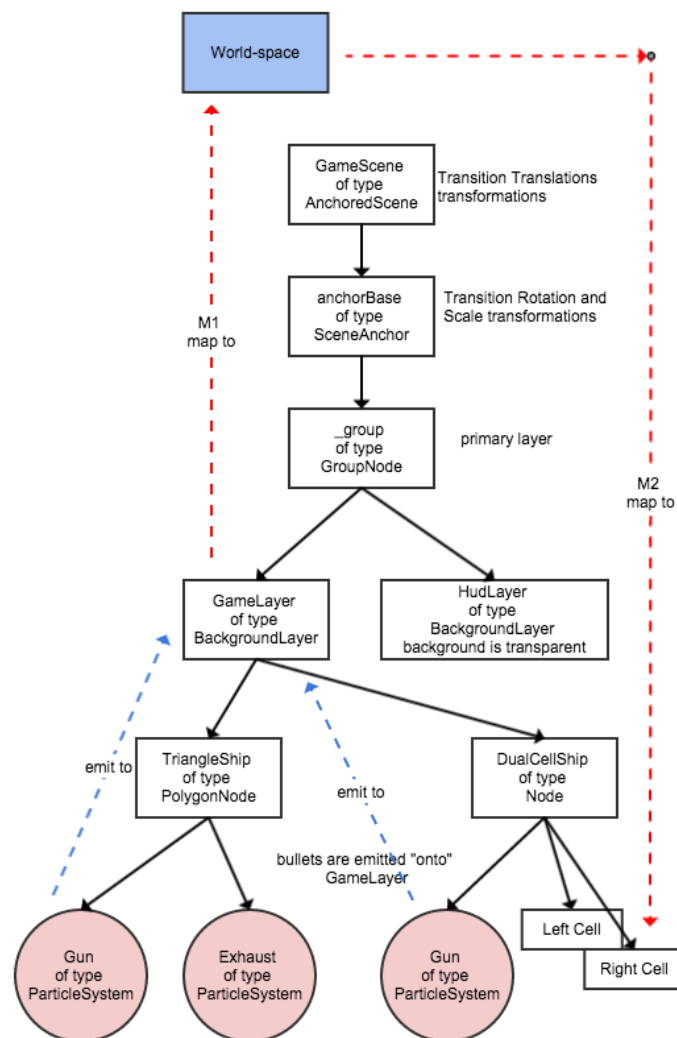 World-space
GameScene
of type
AnchoredScene
Transition Translations
transformations
anchorBase
of type
SceneAnchor
Transition Rotation and
Scale transformations
M1
map to
_group
of type
GroupNode
primary layer
M2
map to
GameLayer
of type
BackgroundLayer
HudLayer
of type
BackgroundLayer
background is transparent
emit to
TriangleShip
of type
PolygonNode
emit to
DualCellShip
of type
Node
bullets are emitted "onto"
GameLayer
Gun
of type
ParticleSystem
Exhaust
of type
ParticleSystem
Gun
of type
ParticleSystem
Left Cell
Right Cell